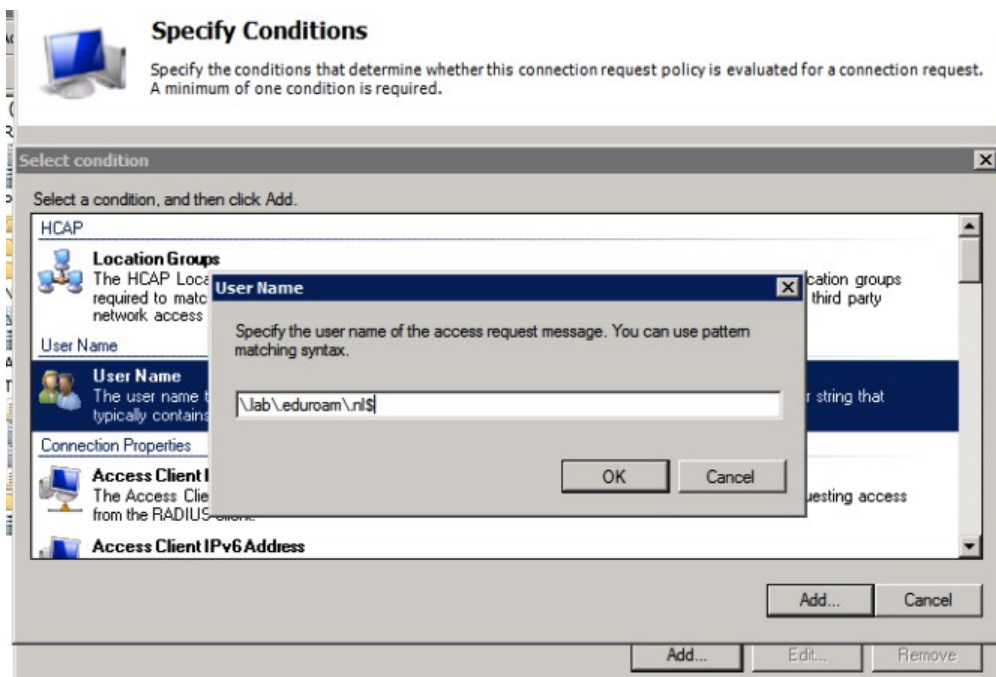 Specify Conditions
Specify the conditions that determine whether this connection request policy is evaluated for a connection request.
A minimum of one condition is required.
Select condition
Select a condition, and then click Add.
HCAP
Location Groups
The HCAP Loca cation groups
required to matc third party
network access
User Name
Specify the user name of the access request message. You can use pattern
matching syntax.
\.lab\.eduroam\.nl$
OK Cancel
User Name
User Name
The user name t r string that
typically contains
Connection Properties
Access Client I
The Access Clie uesting access
from the RADIUS
Access Client IPv6 Address
Add... Cancel
Add... Edit... Remove